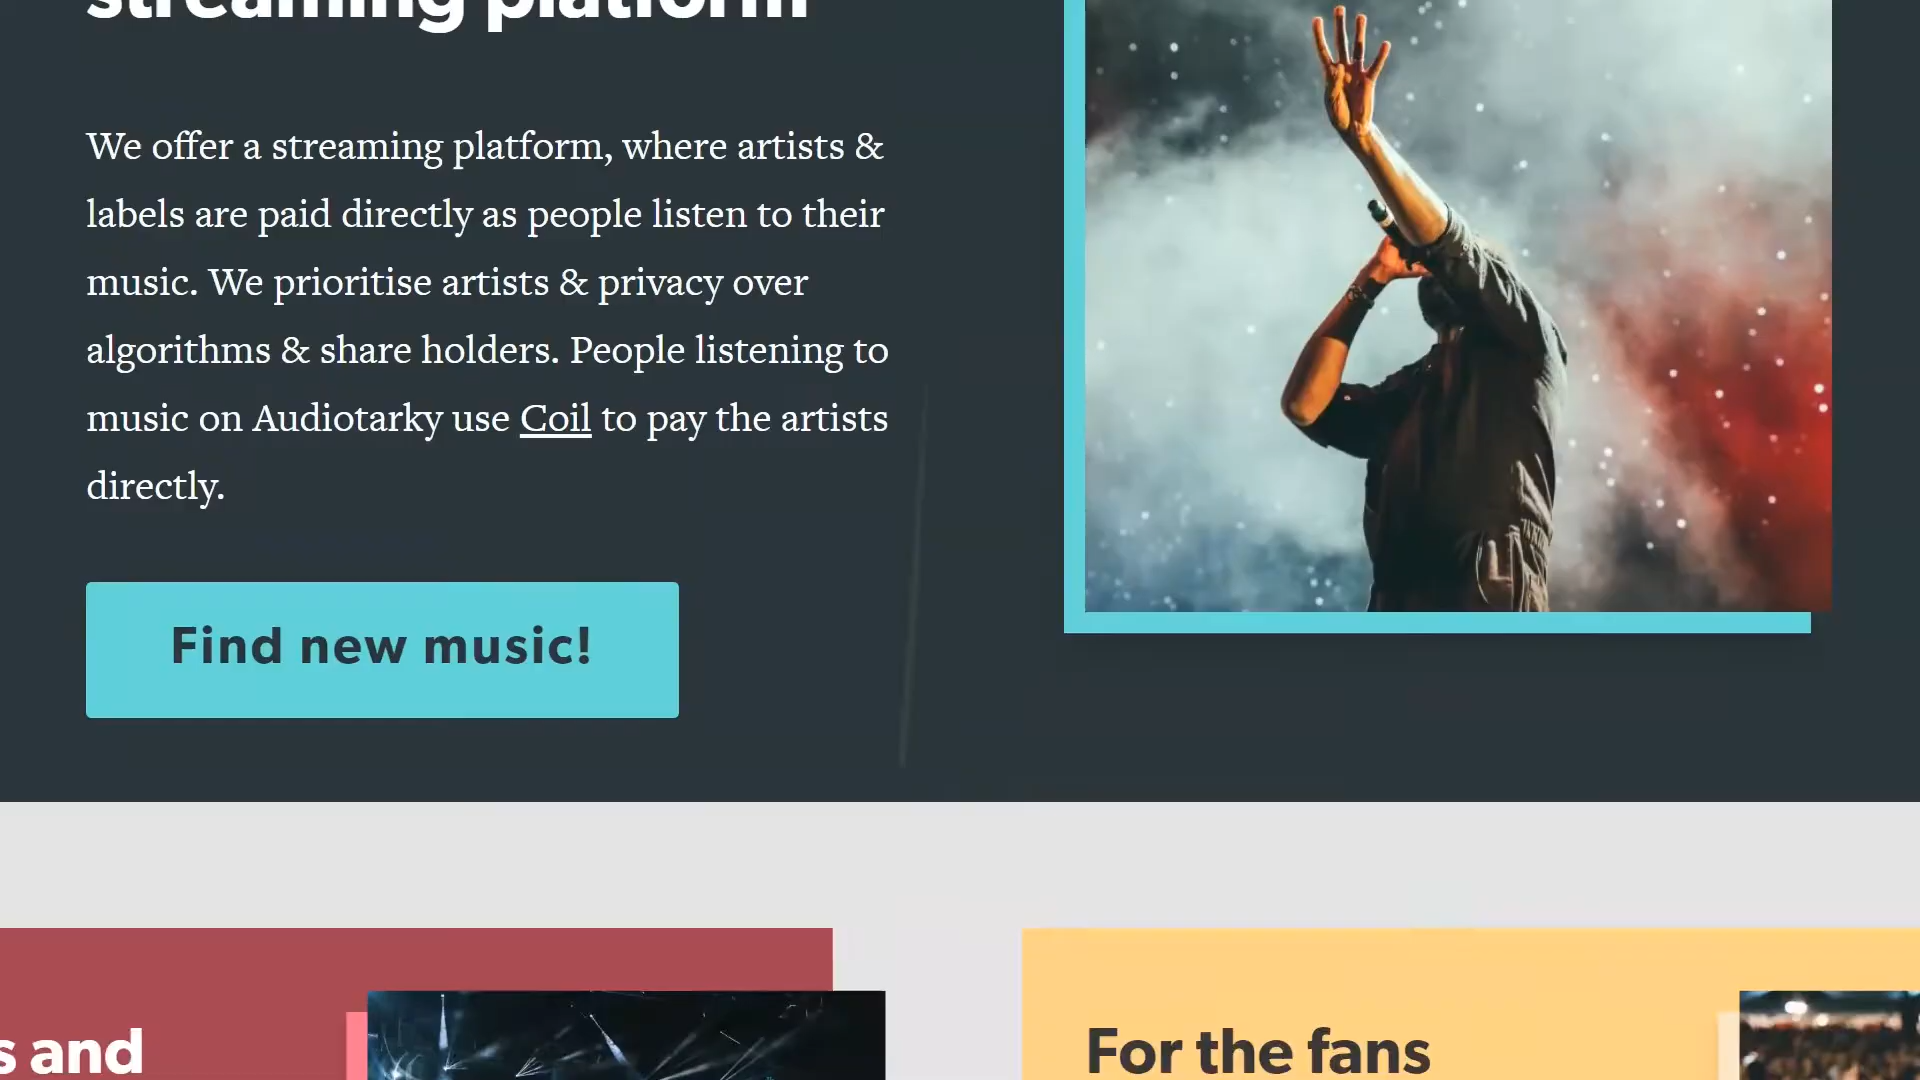 streaming platform
We offer a streaming platform, where artists &
labels are paid directly as people listen to their
music. We prioritise artists & privacy over
algorithms & share holders. People listening to
music on Audiotarky use Coil to pay the artists
directly.
Find new music!
s and
For the fans